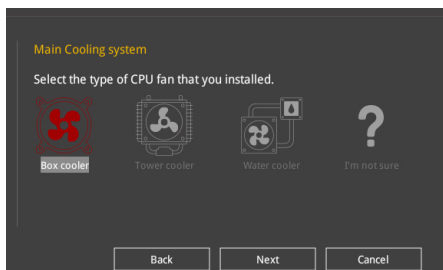 Main Cooling system
Select the type of CPU fan that you installed.
Box cooler
Tower cooler
Water cooler
I'm not sure
Back
Next
Cancel